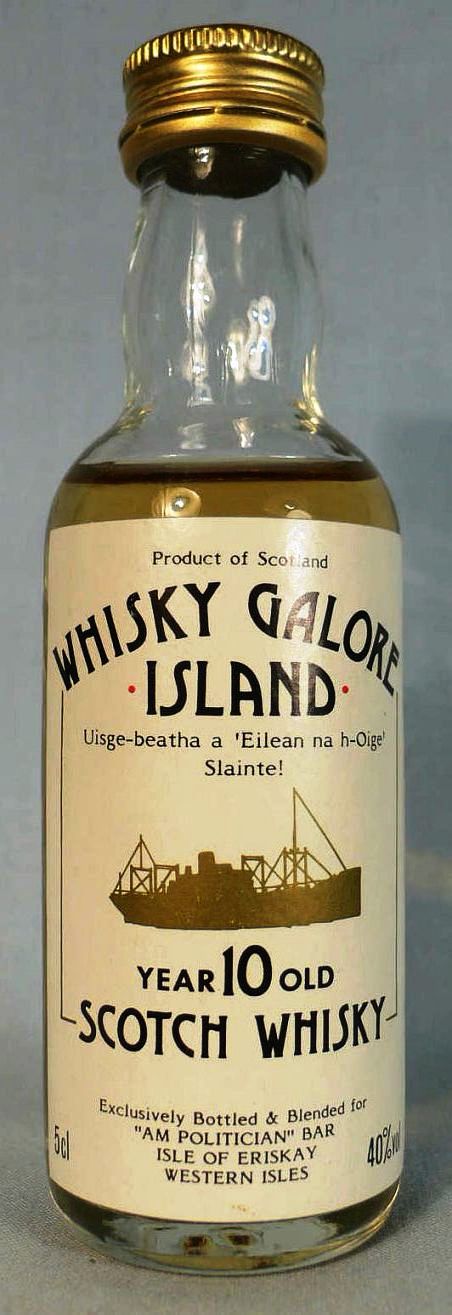 Product of Scotland
WHISKY GALORE
·ISLAND·
Uisge-beatha a 'Eilean na h-Oige'
Slainte!
YEAR 10 OLD
SCOTCH WHISKY
Exclusively Bottled & Blended for
"AM POLITICIAN" BAR
ISLE OF ERISKAY
WESTERN ISLES
5cl
40%vol